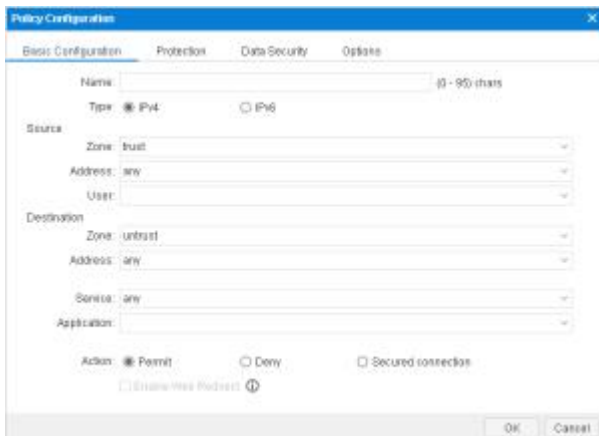 Policy Configuration
Basic Configuration Protection Data Security Options
Name: (0 - 95) chars
Type: IPv4 IPv6
Source
Zone: trust
Address: any
User:
Destination
Zone: untrust
Address: any
Service: any
Application:
Action: Permit Deny Secured connection
Enable Web Redirect
OK Cancel